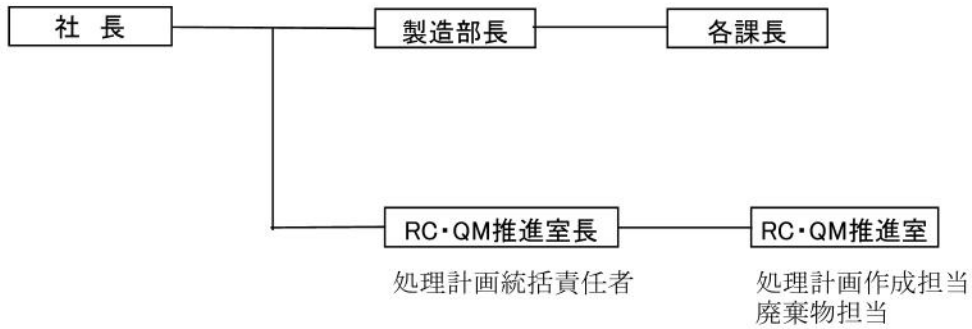 社 長
製造部長
各課長
RC・QM推進室長
RC・QM推進室
処理計画統括責任者
処理計画作成担当
廃棄物担当